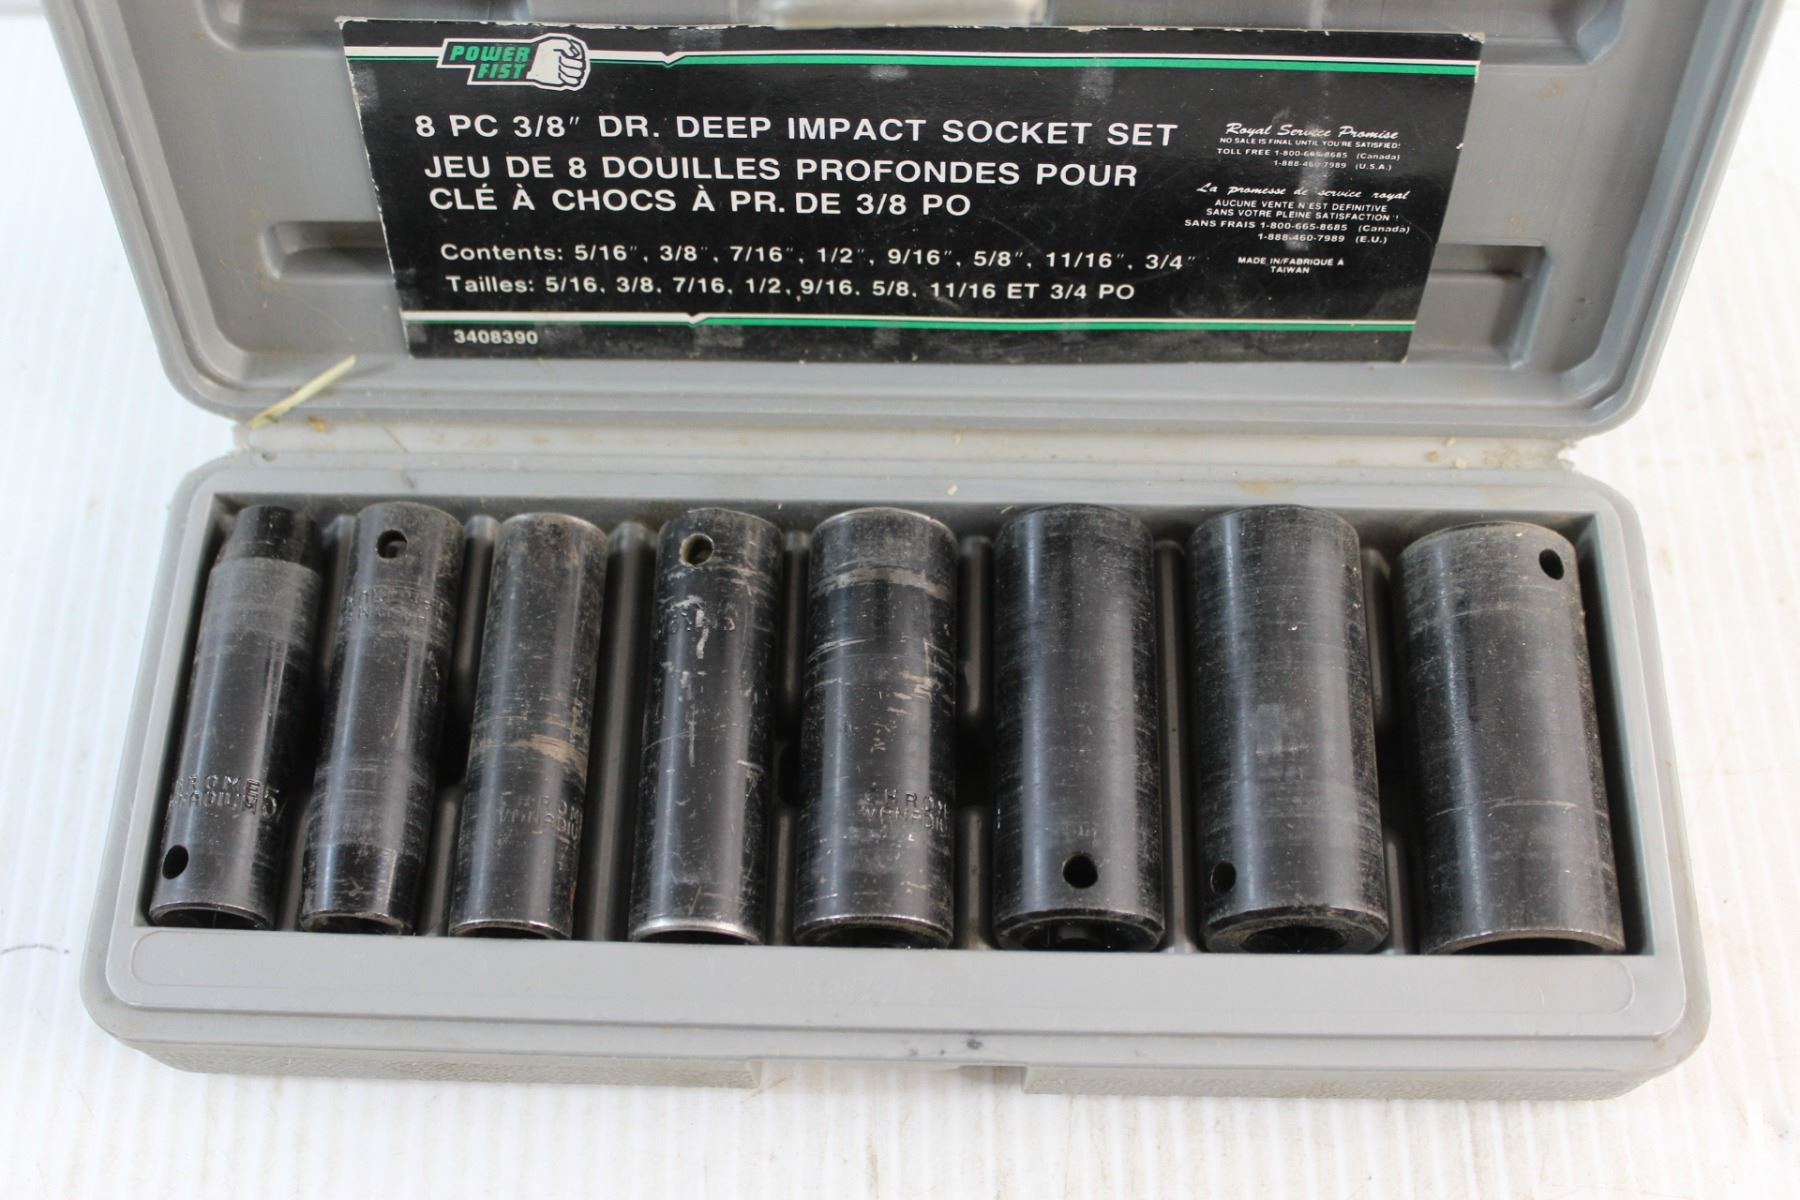 POWER
FIST
8 PC 3/8" DR. DEEP IMPACT SOCKET SET
JEU DE 8 DOUILLES PROFONDES POUR
CLÉ À CHOCS À PR. DE 3/8 PO
Contents: 5/16", 3/8", 7/16", 1/2", 9/16", 5/8", 11/16", 3/4"
Tailles: 5/16, 3/8, 7/16, 1/2, 9/16, 5/8, 11/16 ET 3/4 PO
3408390
Royal Service Promise
NO SALE IS FINAL UNTIL YOU'RE SATISFIED!
TOLL FREE 1-800-665-8685 (Canada)
1-888-460-7989 (U.S.A.)
La promesse de service royal
AUCUNE VENTE N'EST DEFINITIVE
SANS VOTRE PLEINE SATISFACTION!
SANS FRAIS 1-800-665-8685 (Canada)
1-888-460-7989 (E.U.)
MADE IN/FABRIQUÉ À
TAIWAN
CHROME
VANADIUM
CHROM
VANADIU